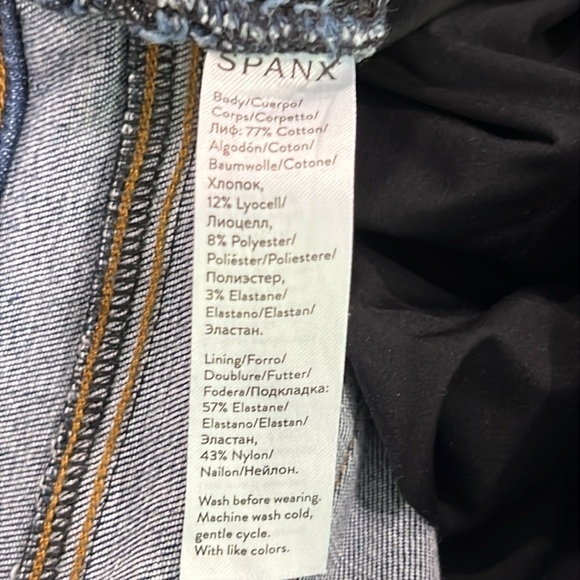 SPANX
Body/Cuerpo/
Corps/Corpetto/
Лиф: 77% Cotton/
Algodón/Coton/
Baumwolle/Cotone/
Хлопок,
12% Lyocell/
Лиоцелл,
8% Polyester/
Poliéster/Poliestere/
Полиэстер,
3% Elastane/
Elastano/Elastan/
Эластан.
Lining/Forro/
Doublure/Futter/
Fodera/Подкладка:
57% Elastane/
Elastano/Elastan/
Эластан,
43% Nylon/
Nailon/Нейлон.
Wash before wearing.
Machine wash cold,
gentle cycle.
With like colors.